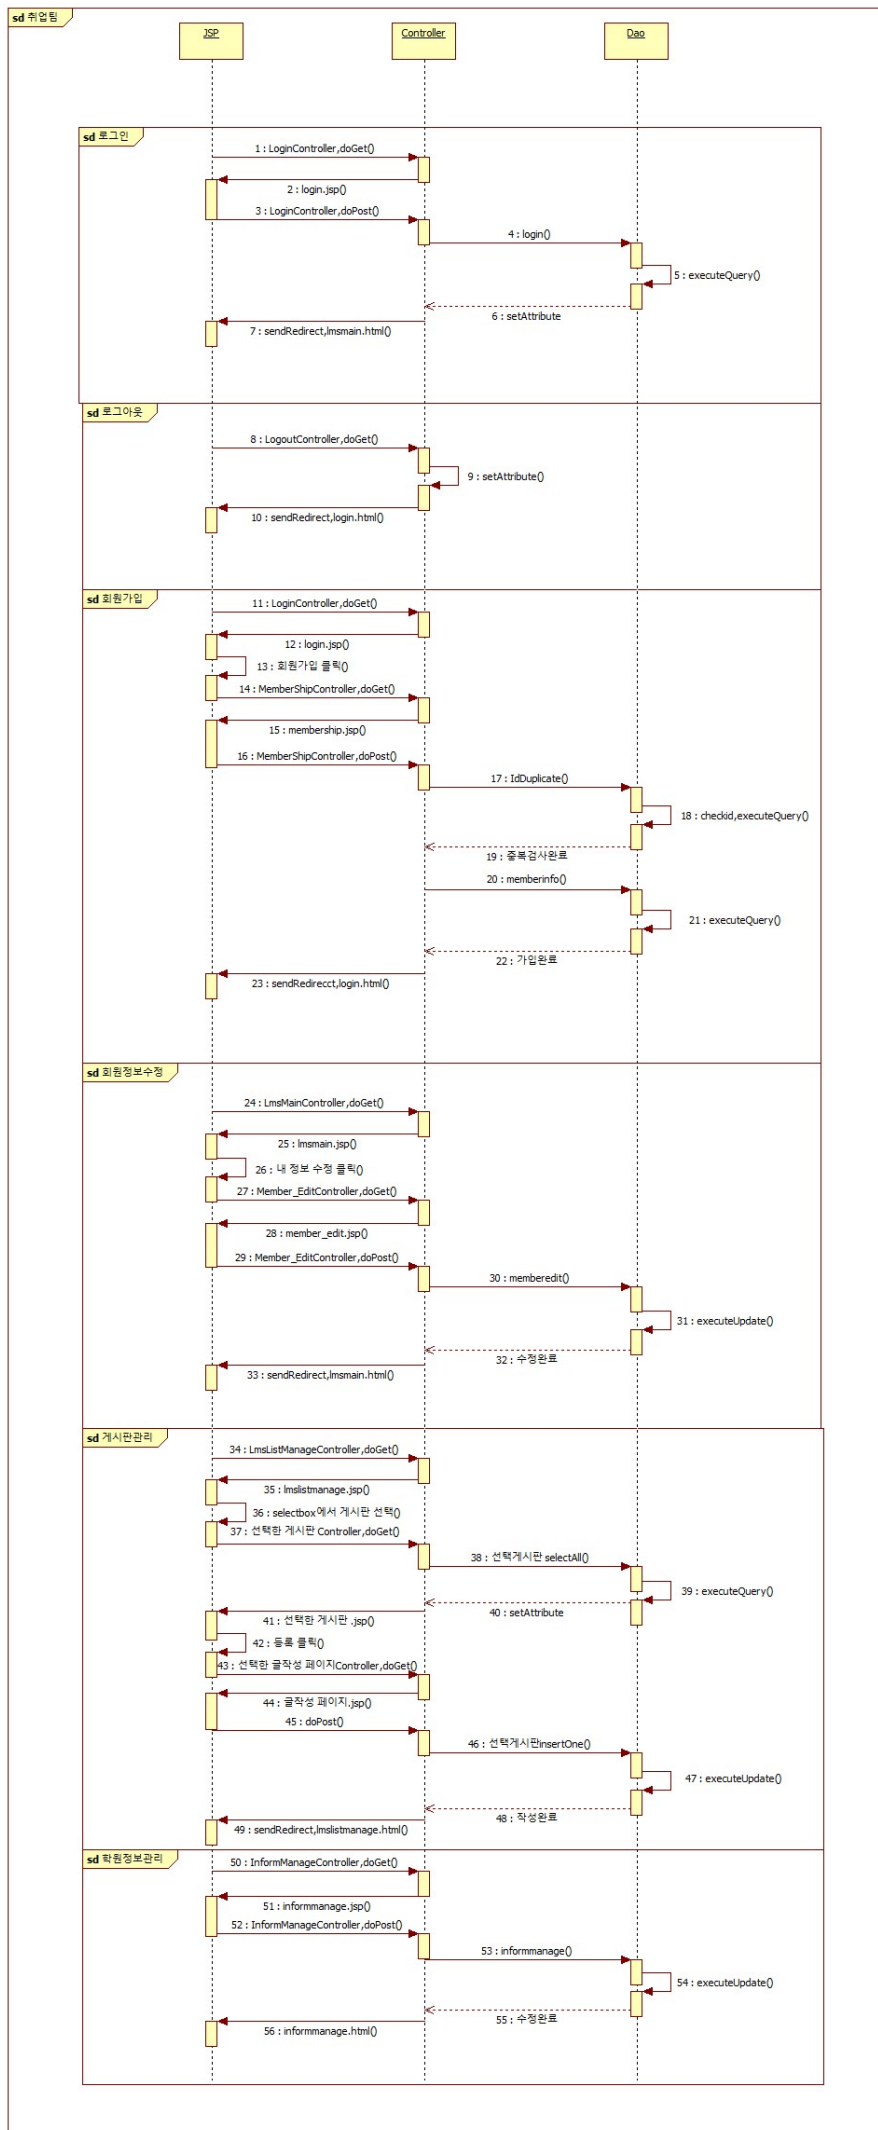 sd 취업팀
JSP
Controller
Dao
sd 로그인
1 : LoginController,doGet()
2 : login.jsp()
3 : LoginController,doPost()
4 : login()
5 : executeQuery()
6 : setAttribute
7 : sendRedirect,lmsmain.html()
sd 로그아웃
8 : LogoutController,doGet()
9 : setAttribute()
10 : sendRedirect,login.html()
sd 회원가입
11 : LoginController,doGet()
12 : login.jsp()
13 : 회원가입 클릭()
14 : MemberShipController,doGet()
15 : membership.jsp()
16 : MemberShipController,doPost()
17 : IdDuplicate()
18 : checkid,executeQuery()
19 : 중복검사완료
20 : memberinfo()
21 : executeQuery()
22 : 가입완료
23 : sendRedirecct,login.html()
sd 회원정보수정
24 : LmsMainController,doGet()
25 : lmsmain.jsp()
26 : 내 정보 수정 클릭()
27 : Member_EditController,doGet()
28 : member_edit.jsp()
29 : Member_EditController,doPost()
30 : memberedit()
31 : executeUpdate()
32 : 수정완료
33 : sendRedirect,lmsmain.html()
sd 게시판관리
34 : LmsListManageController,doGet()
35 : lmslistmanage.jsp()
36 : selectbox에서 게시판 선택()
37 : 선택한 게시판 Controller,doGet()
38 : 선택게시판 selectAll()
39 : executeQuery()
40 : setAttribute
41 : 선택한 게시판 .jsp()
42 : 등록 클릭()
43 : 선택한 글작성 페이지Controller,doGet()
44 : 글작성 페이지.jsp()
45 : doPost()
46 : 선택게시판insertOne()
47 : executeUpdate()
48 : 작성완료
49 : sendRedirect,lmslistmanage.html()
sd 학원정보관리
50 : InformManageController,doGet()
51 : informmanage.jsp()
52 : InformManageController,doPost()
53 : informmanage()
54 : executeUpdate()
55 : 수정완료
56 : informmanage.html()